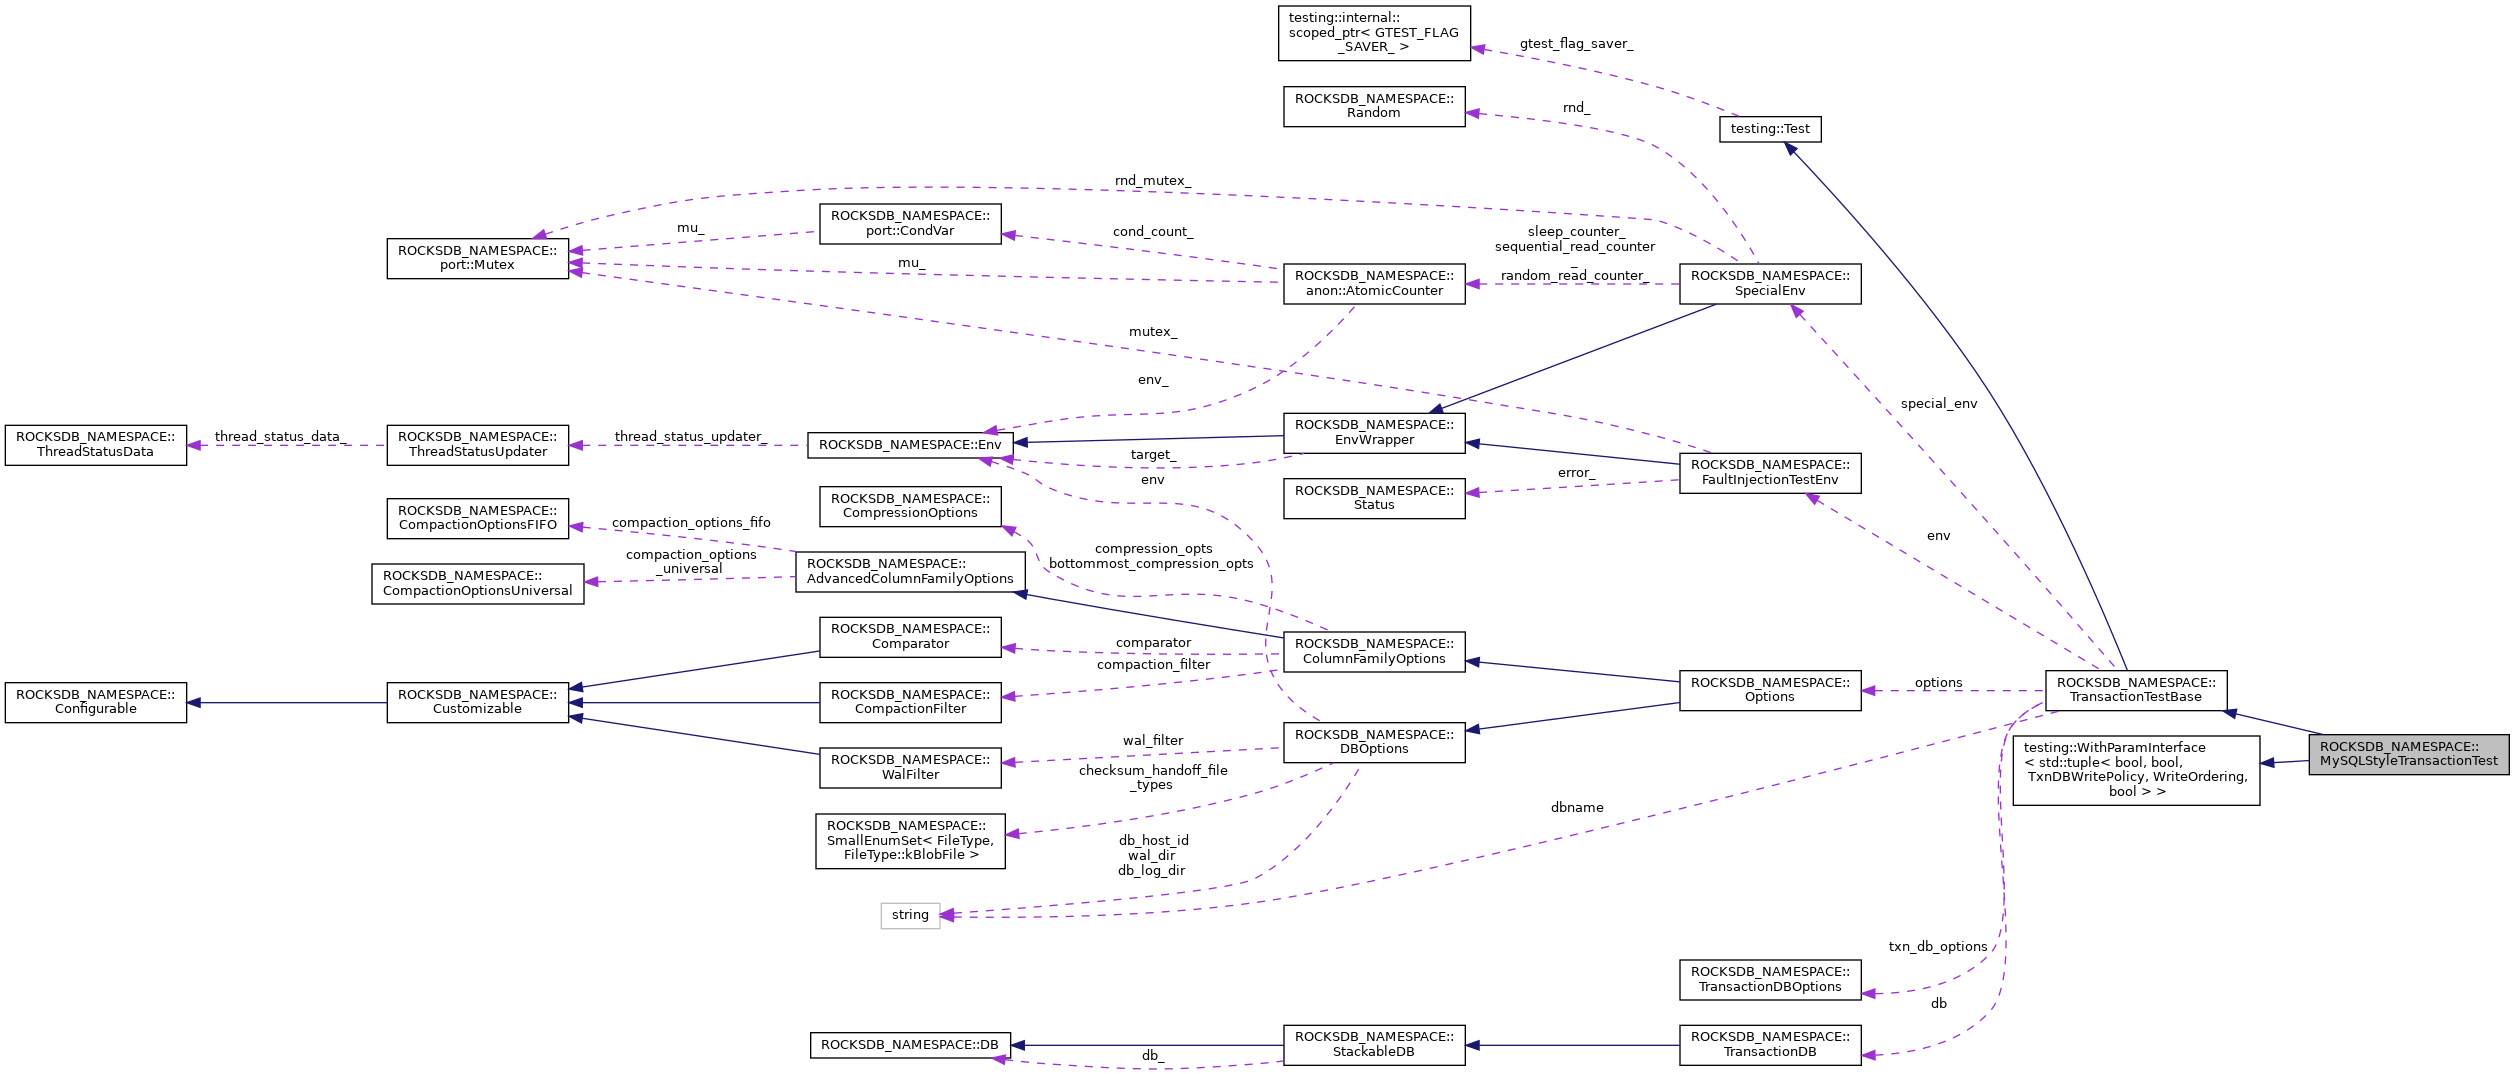 testing::internal::
scoped_ptr< GTEST_FLAG
_SAVER_ >
gtest_flag_saver_
ROCKSDB_NAMESPACE::
Random
rnd_
testing::Test
rnd_mutex_
ROCKSDB_NAMESPACE::
port::CondVar
mu_
cond_count_
sleep_counter_
sequential_read_counter
_
random_read_counter_
ROCKSDB_NAMESPACE::
port::Mutex
mu_
ROCKSDB_NAMESPACE::
anon::AtomicCounter
ROCKSDB_NAMESPACE::
SpecialEnv
mutex_
env_
special_env
ROCKSDB_NAMESPACE::
ThreadStatusData
thread_status_data_
ROCKSDB_NAMESPACE::
ThreadStatusUpdater
thread_status_updater_
ROCKSDB_NAMESPACE::Env
ROCKSDB_NAMESPACE::
EnvWrapper
target_
env
ROCKSDB_NAMESPACE::
FaultInjectionTestEnv
error_
ROCKSDB_NAMESPACE::
Status
ROCKSDB_NAMESPACE::
CompressionOptions
ROCKSDB_NAMESPACE::
CompactionOptionsFIFO
compaction_options_fifo
env
compression_opts
bottommost_compression_opts
compaction_options
_universal
ROCKSDB_NAMESPACE::
AdvancedColumnFamilyOptions
ROCKSDB_NAMESPACE::
CompactionOptionsUniversal
ROCKSDB_NAMESPACE::
Comparator
comparator
compaction_filter
ROCKSDB_NAMESPACE::
ColumnFamilyOptions
ROCKSDB_NAMESPACE::
Configurable
ROCKSDB_NAMESPACE::
Customizable
ROCKSDB_NAMESPACE::
CompactionFilter
ROCKSDB_NAMESPACE::
Options
options
ROCKSDB_NAMESPACE::
TransactionTestBase
ROCKSDB_NAMESPACE::
DBOptions
wal_filter
ROCKSDB_NAMESPACE::
WalFilter
checksum_handoff_file
_types
testing::WithParamInterface
< std::tuple< bool, bool,
TxnDBWritePolicy, WriteOrdering,
bool > >
ROCKSDB_NAMESPACE::
MySQLStyleTransactionTest
dbname
ROCKSDB_NAMESPACE::
SmallEnumSet< FileType,
FileType::kBlobFile >
db_host_id
wal_dir
db_log_dir
string
txn_db_options
ROCKSDB_NAMESPACE::
TransactionDBOptions
db
ROCKSDB_NAMESPACE::DB
db_
ROCKSDB_NAMESPACE::
StackableDB
ROCKSDB_NAMESPACE::
TransactionDB